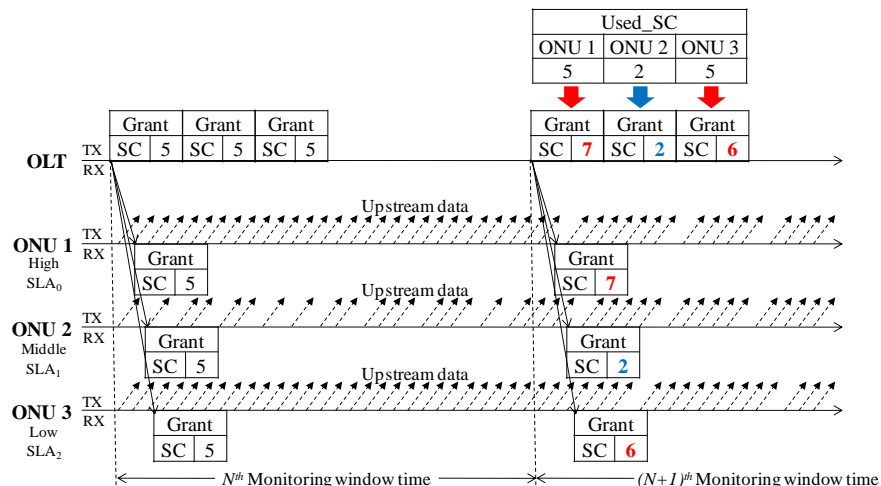 Used_SC
ONU 1 ONU 2 ONU 3
5 2 5
Grant Grant Grant Grant Grant Grant
SC 5 SC 5 SC 5 SC 7 SC 2 SC 6
OLT TX
RX
Upstream data
ONU 1 TX
RX
High
SLA0
Grant Grant
SC 5 SC 7
Upstream data
ONU 2 TX
RX
Middle
SLA1
Grant Grant
SC 5 SC 2
Upstream data
ONU 3 TX
RX
Low
SLA2
Grant Grant
SC 5 SC 6
Nth Monitoring window time (N+1)th Monitoring window time